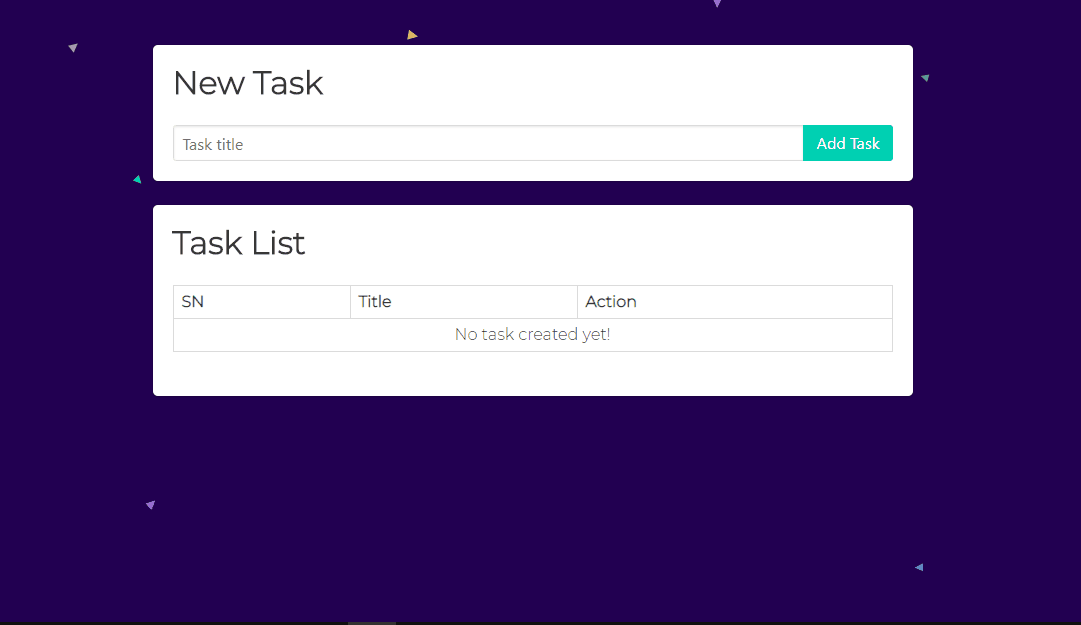 New Task
Task title
Add Task
Task List
SN Title Action
No task created yet!